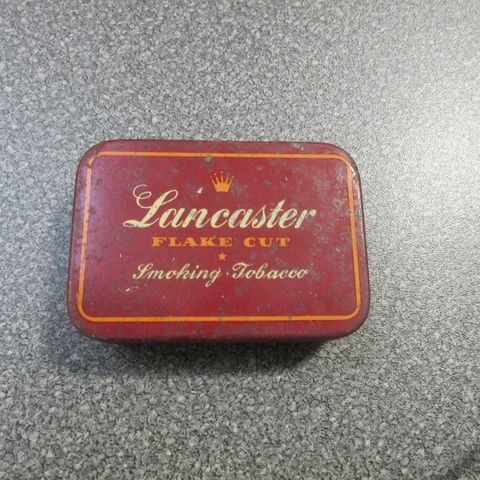 Lancaster
FLAKE CUT
Smoking Tobacco